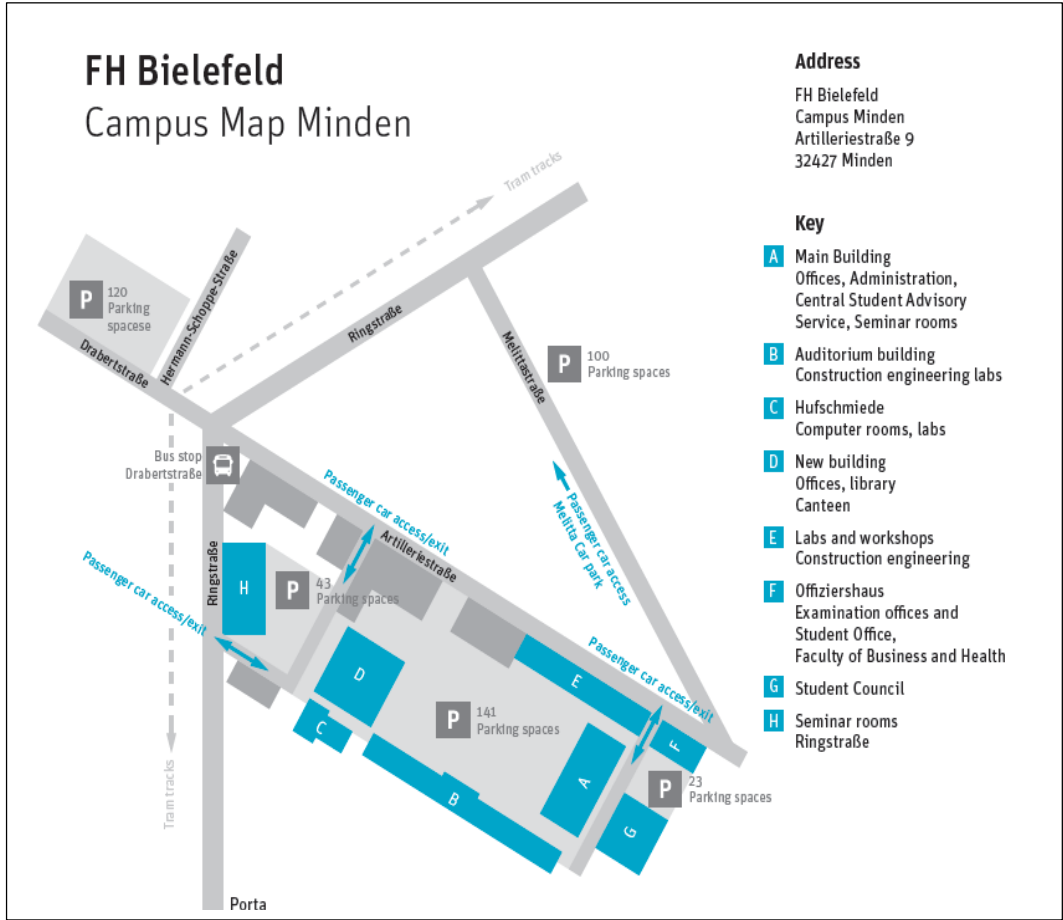 FH Bielefeld
Campus Map Minden
Address
FH Bielefeld
Campus Minden
Artilleriestraße 9
32427 Minden
Key
A
Main Building
Offices, Administration,
Central Student Advisory
Service, Seminar rooms
B
Auditorium building
Construction engineering labs
C
Hufschmiede
Computer rooms, labs
D
New building
Offices, library
Canteen
E
Labs and workshops
Construction engineering
F
Offiziershaus
Examination offices and
Student Office,
Faculty of Business and Health
G
Student Council
H
Seminar rooms
Ringstraße
Tram tracks
Hermann-Schoppe-Straße
P
120
Parking
spacese
Drabertstraße
Ringstraße
Melittastraße
P
100
Parking spaces
Bus stop
Drabertstraße
Passenger car access/exit
Artilleriestraße
Passenger car access
Melitta Car park
Ringstraße
Passenger car access/exit
H
P
43
Parking spaces
Passenger car access/exit
D
E
P
141
Parking spaces
C
F
A
P
23
Parking spaces
B
G
Tram tracks
Porta